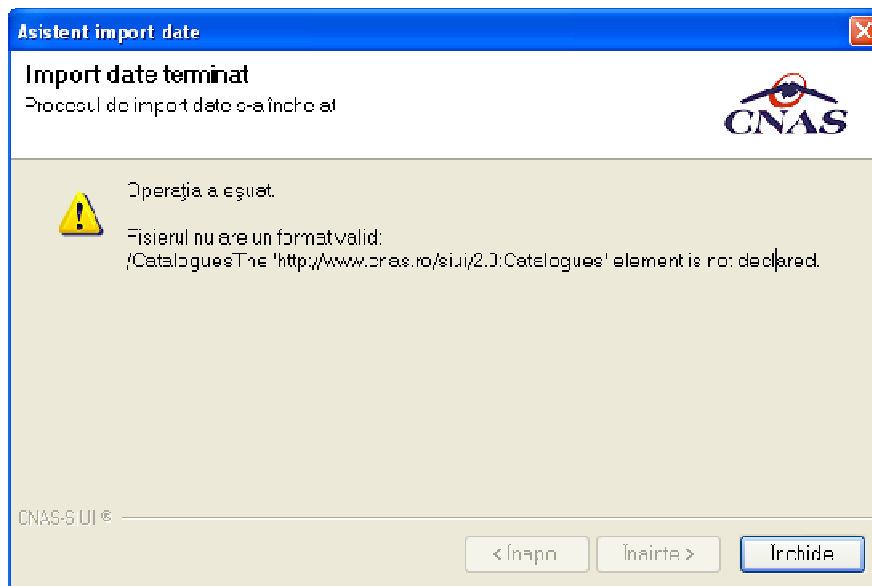 Asistent import date
Import date terminat
Procesul de import date s-a încheiat
CNAS
Operaţia a eşuat.
Fisierul nu are un format valid:
/CataloguesThe 'http://www.cnas.ro/siui/2.0:Catalogues' element is not declared.
CNAS-SIUI ®
< Înapoi
Înainte >
Închide